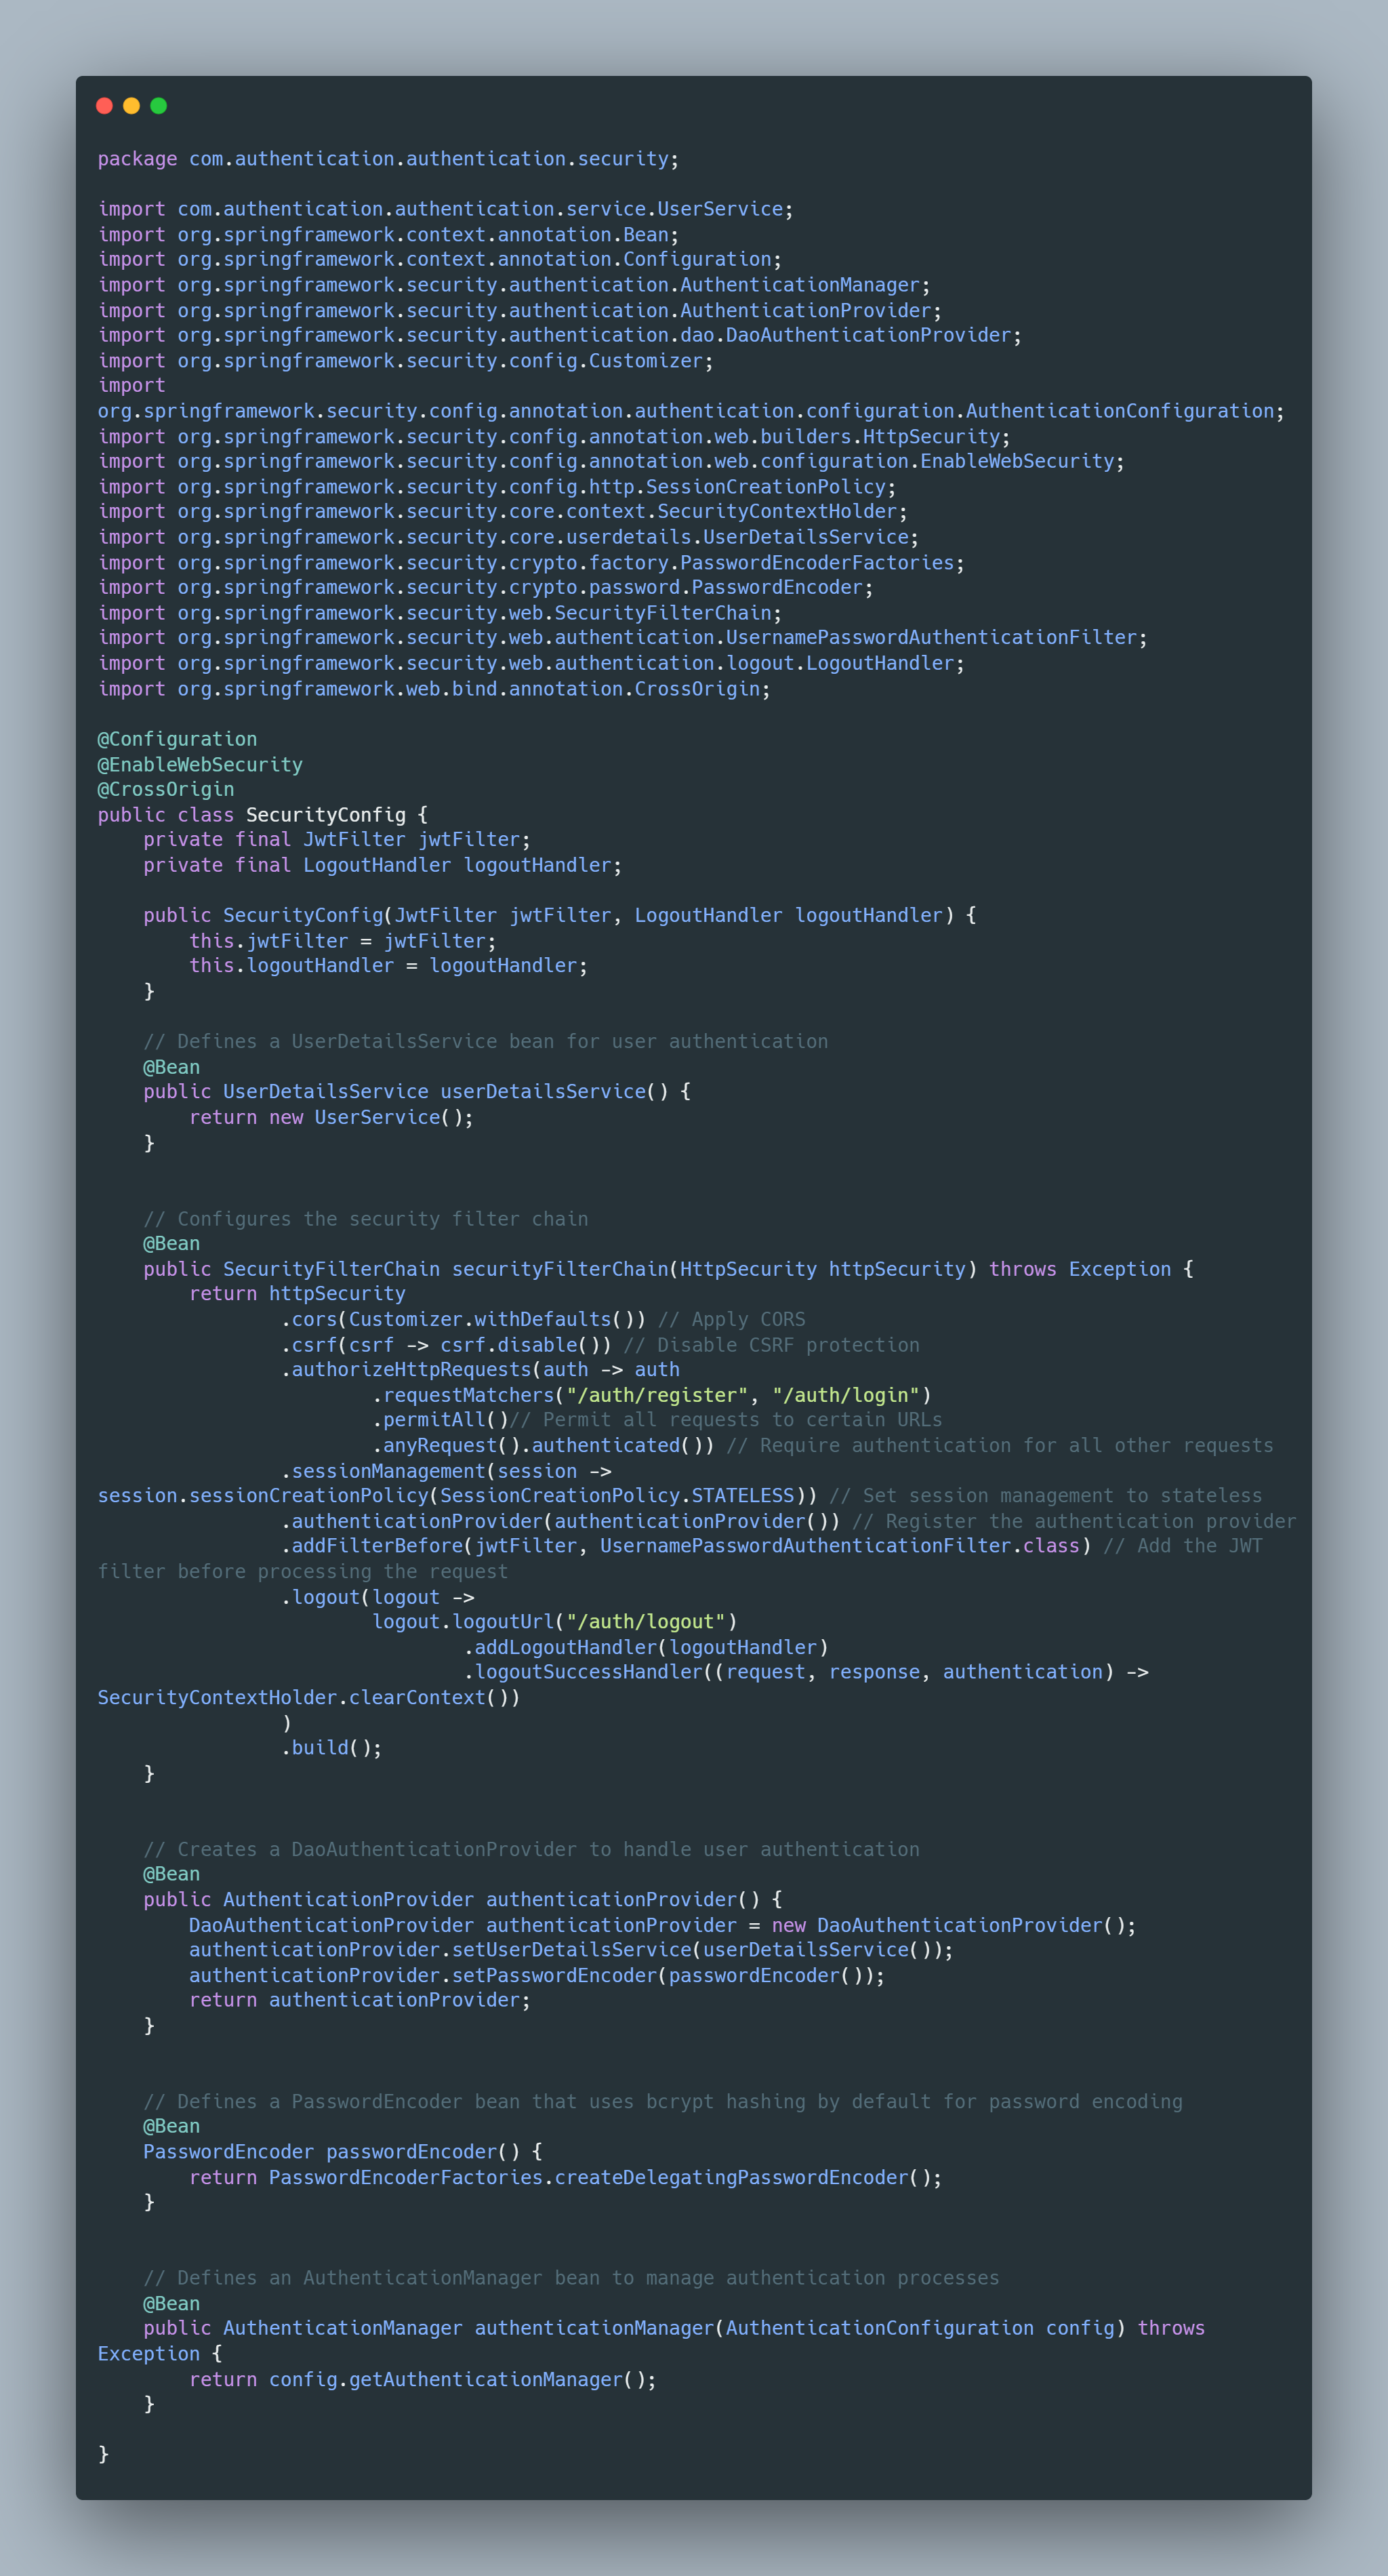 package com.authentication.authentication.security;

import com.authentication.authentication.service.UserService;
import org.springframework.context.annotation.Bean;
import org.springframework.context.annotation.Configuration;
import org.springframework.security.authentication.AuthenticationManager;
import org.springframework.security.authentication.AuthenticationProvider;
import org.springframework.security.authentication.dao.DaoAuthenticationProvider;
import org.springframework.security.config.Customizer;
import
org.springframework.security.config.annotation.authentication.configuration.AuthenticationConfiguration;
import org.springframework.security.config.annotation.web.builders.HttpSecurity;
import org.springframework.security.config.annotation.web.configuration.EnableWebSecurity;
import org.springframework.security.config.http.SessionCreationPolicy;
import org.springframework.security.core.context.SecurityContextHolder;
import org.springframework.security.core.userdetails.UserDetailsService;
import org.springframework.security.crypto.factory.PasswordEncoderFactories;
import org.springframework.security.crypto.password.PasswordEncoder;
import org.springframework.security.web.SecurityFilterChain;
import org.springframework.security.web.authentication.UsernamePasswordAuthenticationFilter;
import org.springframework.security.web.authentication.logout.LogoutHandler;
import org.springframework.web.bind.annotation.CrossOrigin;

@Configuration
@EnableWebSecurity
@CrossOrigin
public class SecurityConfig {
    private final JwtFilter jwtFilter;
    private final LogoutHandler logoutHandler;

    public SecurityConfig(JwtFilter jwtFilter, LogoutHandler logoutHandler) {
        this.jwtFilter = jwtFilter;
        this.logoutHandler = logoutHandler;
    }

    // Defines a UserDetailsService bean for user authentication
    @Bean
    public UserDetailsService userDetailsService() {
        return new UserService();
    }


    // Configures the security filter chain
    @Bean
    public SecurityFilterChain securityFilterChain(HttpSecurity httpSecurity) throws Exception {
        return httpSecurity
                .cors(Customizer.withDefaults()) // Apply CORS
                .csrf(csrf -> csrf.disable()) // Disable CSRF protection
                .authorizeHttpRequests(auth -> auth
                        .requestMatchers("/auth/register", "/auth/login")
                        .permitAll()// Permit all requests to certain URLs
                        .anyRequest().authenticated()) // Require authentication for all other requests
                .sessionManagement(session ->
session.sessionCreationPolicy(SessionCreationPolicy.STATELESS)) // Set session management to stateless
                .authenticationProvider(authenticationProvider()) // Register the authentication provider
                .addFilterBefore(jwtFilter, UsernamePasswordAuthenticationFilter.class) // Add the JWT
filter before processing the request
                .logout(logout ->
                        logout.logoutUrl("/auth/logout")
                                .addLogoutHandler(logoutHandler)
                                .logoutSuccessHandler((request, response, authentication) ->
SecurityContextHolder.clearContext())
                )
                .build();
    }


    // Creates a DaoAuthenticationProvider to handle user authentication
    @Bean
    public AuthenticationProvider authenticationProvider() {
        DaoAuthenticationProvider authenticationProvider = new DaoAuthenticationProvider();
        authenticationProvider.setUserDetailsService(userDetailsService());
        authenticationProvider.setPasswordEncoder(passwordEncoder());
        return authenticationProvider;
    }


    // Defines a PasswordEncoder bean that uses bcrypt hashing by default for password encoding
    @Bean
    PasswordEncoder passwordEncoder() {
        return PasswordEncoderFactories.createDelegatingPasswordEncoder();
    }


    // Defines an AuthenticationManager bean to manage authentication processes
    @Bean
    public AuthenticationManager authenticationManager(AuthenticationConfiguration config) throws
Exception {
        return config.getAuthenticationManager();
    }

}